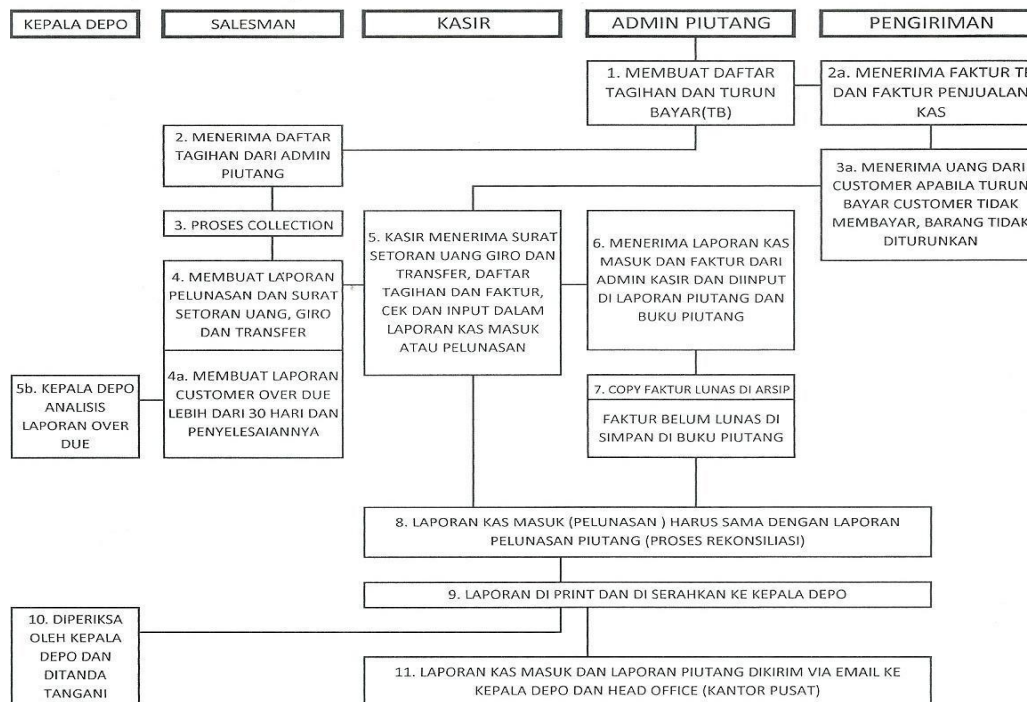 KEPALA DEPO
SALESMAN
KASIR
ADMIN PIUTANG
PENGIRIMAN
1. MEMBUAT DAFTAR
TAGIHAN DAN TURUN
BAYAR(TB)
2a. MENERIMA FAKTUR
DAN FAKTUR PENJUALAN
KAS
2. MENERIMA DAFTAR
TAGIHAN DARI ADMIN
PIUTANG
3a. MENERIMA UANG DARI
CUSTOMER APABILA TURUN
BAYAR CUSTOMER TIDAK
MEMBAYAR, BARANG TIDAK
DITURUNKAN
3. PROSES COLLECTION
5. KASIR MENERIMA SURAT
SETORAN UANG GIRO DAN
TRANSFER, DAFTAR
TAGIHAN DAN FAKTUR,
CEK DAN INPUT DALAM
LAPORAN KAS MASUK
ATAU PELUNASAN
6. MENERIMA LAPORAN KAS
MASUK DAN FAKTUR DARI
ADMIN KASIR DAN DIINPUT
DI LAPORAN PIUTANG DAN
BUKU PIUTANG
4. MEMBUAT LAPORAN
PELUNASAN DAN SURAT
SETORAN UANG, GIRO
DAN TRANSFER
4a. MEMBUAT LAPORAN
CUSTOMER OVER DUE
LEBIH DARI 30 HARI DAN
PENYELESAIANNYA
5b. KEPALA DEPO
ANALISIS
LAPORAN OVER
DUE
7. COPY FAKTUR LUNAS DI ARSIP
FAKTUR BELUM LUNAS DI
SIMPAN DI BUKU PIUTANG
8. LAPORAN KAS MASUK (PELUNASAN ) HARUS SAMA DENGAN LAPORAN
PELUNASAN PIUTANG (PROSES REKONSILIASI)
9. LAPORAN DI PRINT DAN DI SERAHKAN KE KEPALA DEPO
10. DIPERIKSA
OLEH KEPALA
DEPO DAN
DITANDA
TANGANI
11. LAPORAN KAS MASUK DAN LAPORAN PIUTANG DIKIRIM VIA EMAIL KE
KEPALA DEPO DAN HEAD OFFICE (KANTOR PUSAT)